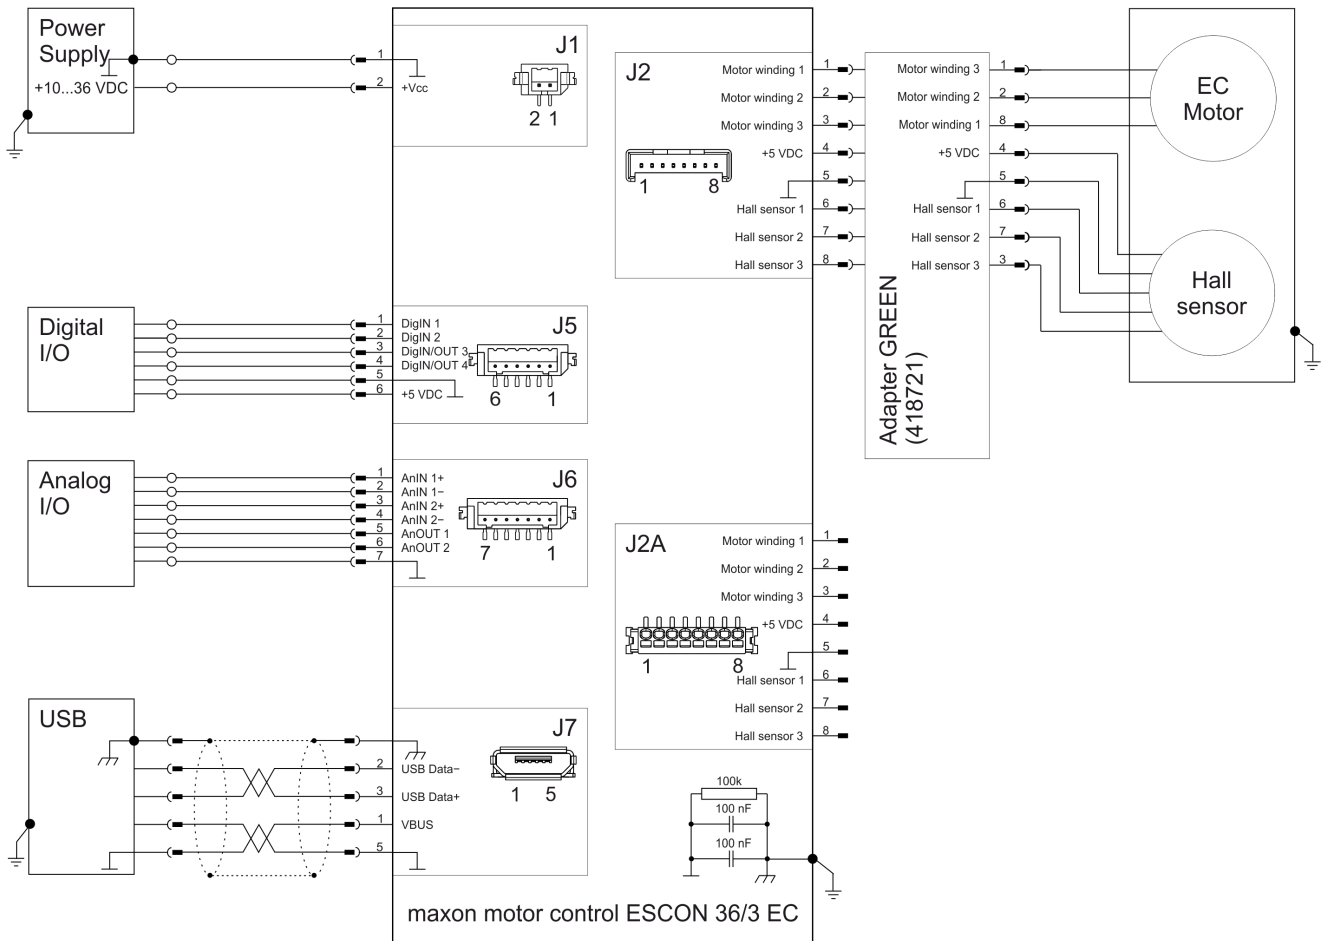 Power
Supply
+10...36 VDC
1
2
+Vcc
J1
2 1
J2
Motor winding 1
1
Motor winding 2
2
Motor winding 3
3
+5 VDC
4
5
Hall sensor 1
6
Hall sensor 2
7
Hall sensor 3
8
1 8
Motor winding 3
1
Motor winding 2
2
Motor winding 1
8
+5 VDC
4
5
Hall sensor 1
6
Hall sensor 2
7
Hall sensor 3
3
Adapter GREEN
(418721)
EC
Motor
Hall
sensor
Digital
I/O
1
DigIN 1
2
DigIN 2
3
DigIN/OUT 3
4
DigIN/OUT 4
5
6
+5 VDC
J5
6 1
Analog
I/O
1
AnIN 1+
2
AnIN 1−
3
AnIN 2+
4
AnIN 2−
5
AnOUT 1
6
AnOUT 2
7
J6
7 1
J2A
Motor winding 1
1
Motor winding 2
2
Motor winding 3
3
+5 VDC
4
5
Hall sensor 1
6
Hall sensor 2
7
Hall sensor 3
8
1 8
USB
2
USB Data−
3
USB Data+
1
VBUS
5
J7
1 5
100k
100 nF
100 nF
maxon motor control ESCON 36/3 EC